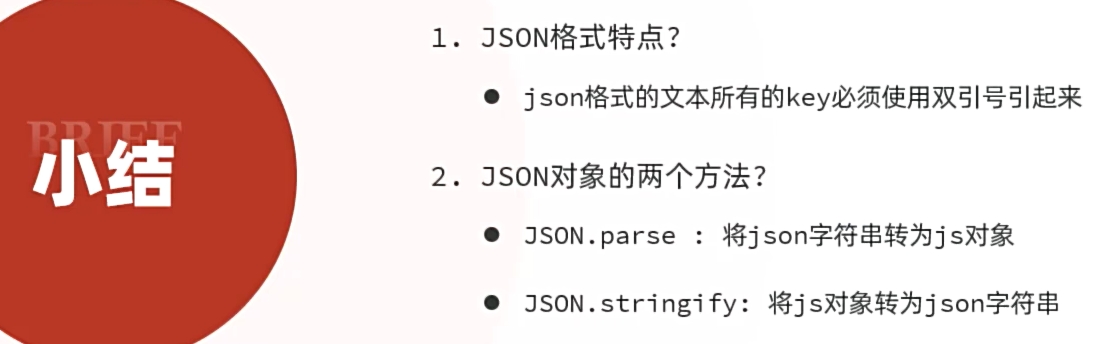 BRIEF
小结
1. JSON格式特点？
● json格式的文本所有的key必须使用双引号引起来
2. JSON对象的两个方法？
● JSON.parse : 将json字符串转为js对象
● JSON.stringify: 将js对象转为json字符串